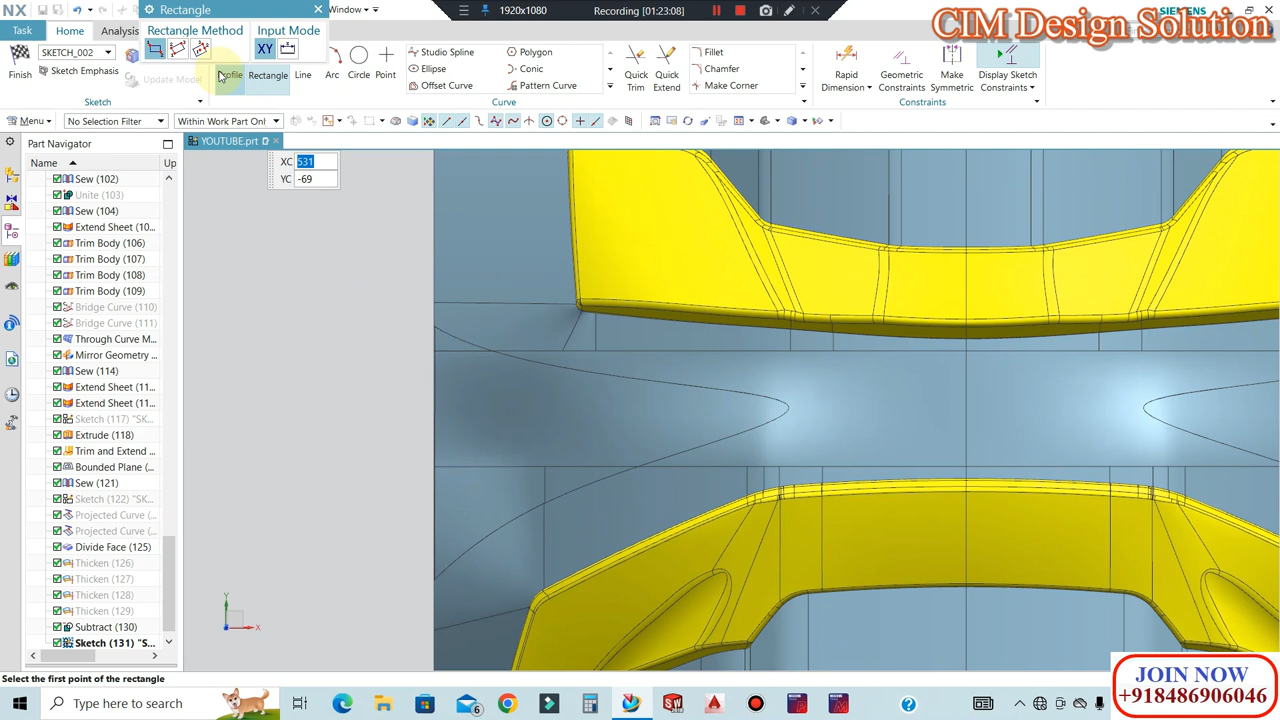 NX
Rectangle
Window
1920x1080
Recording [01:23:08]
CIM Design Solution
Task
Home
Analysis
Rectangle Method
Input Mode
SKETCH_002
XY
Finish
Sketch Emphasis
Update Model
Profile
Rectangle
Line
Arc
Circle
Point
Studio Spline
Ellipse
Offset Curve
Polygon
Conic
Pattern Curve
Quick Trim
Quick Extend
Fillet
Chamfer
Make Corner
Rapid Dimension
Geometric Constraints
Make Symmetric
Display Sketch Constraints
Sketch
Curve
Constraints
Menu
No Selection Filter
Within Work Part Only
Part Navigator
YOUTUBE.prt
Name
Up
XC 531
YC -69
Sew (102)
Unite (103)
Sew (104)
Extend Sheet (10...
Trim Body (106)
Trim Body (107)
Trim Body (108)
Trim Body (109)
Bridge Curve (110)
Bridge Curve (111)
Through Curve M...
Mirror Geometry ...
Sew (114)
Extend Sheet (11...
Extend Sheet (11...
Sketch (117) "SK...
Extrude (118)
Trim and Extend ...
Bounded Plane (...
Sew (121)
Sketch (122) "SK...
Projected Curve (...
Projected Curve (...
Divide Face (125)
Thicken (126)
Thicken (127)
Thicken (128)
Thicken (129)
Subtract (130)
Sketch (131) "S...
Y
X
Select the first point of the rectangle
JOIN NOW
+918486906046
Type here to search
6